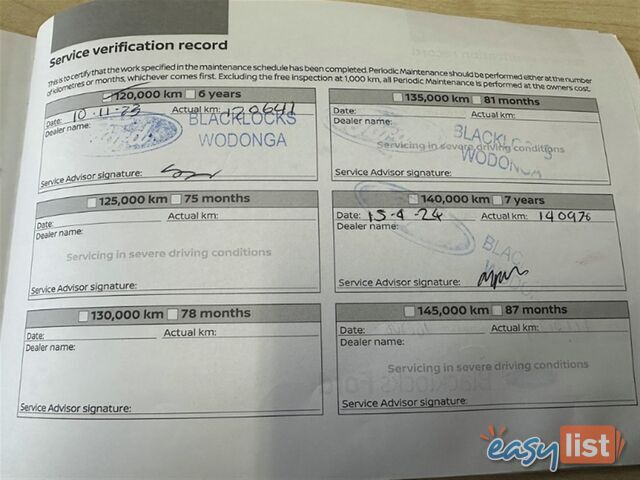 Service verification record
This is to certify that the work specified in the maintenance schedule has been completed. Periodic Maintenance should be performed either at the number
of kilometres or months, whichever comes first. Excluding the free inspection at 1,000 km, all Periodic Maintenance is performed at the owners cost.
120,000 km 6 years
Date: 10-11-23 Actual km: 120641
Dealer name: BLACKLOCKS
WODONGA
Service Advisor signature:
125,000 km 75 months
Date: Actual km:
Dealer name:
Servicing in severe driving conditions
Service Advisor signature:
130,000 km 78 months
Date: Actual km:
Dealer name:
Service Advisor signature:
135,000 km 81 months
Date: Actual km:
Dealer name:
BLACKLOCKS
Servicing in severe driving conditions
WODONGA
Service Advisor signature:
140,000 km 7 years
Date: 15-4-24 Actual km: 140976
Dealer name:
Service Advisor signature:
145,000 km 87 months
Date: Actual km:
Dealer name:
Servicing in severe driving conditions
Service Advisor signature:
easylist